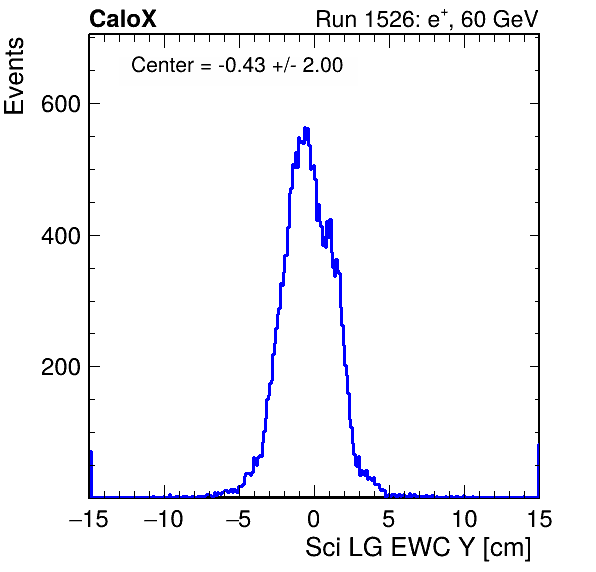 CaloX Run 1526: e+, 60 GeV
Center = -0.43 +/- 2.00
Events
600
400
200
−15 −10 −5 0 5 10 15
Sci LG EWC Y [cm]